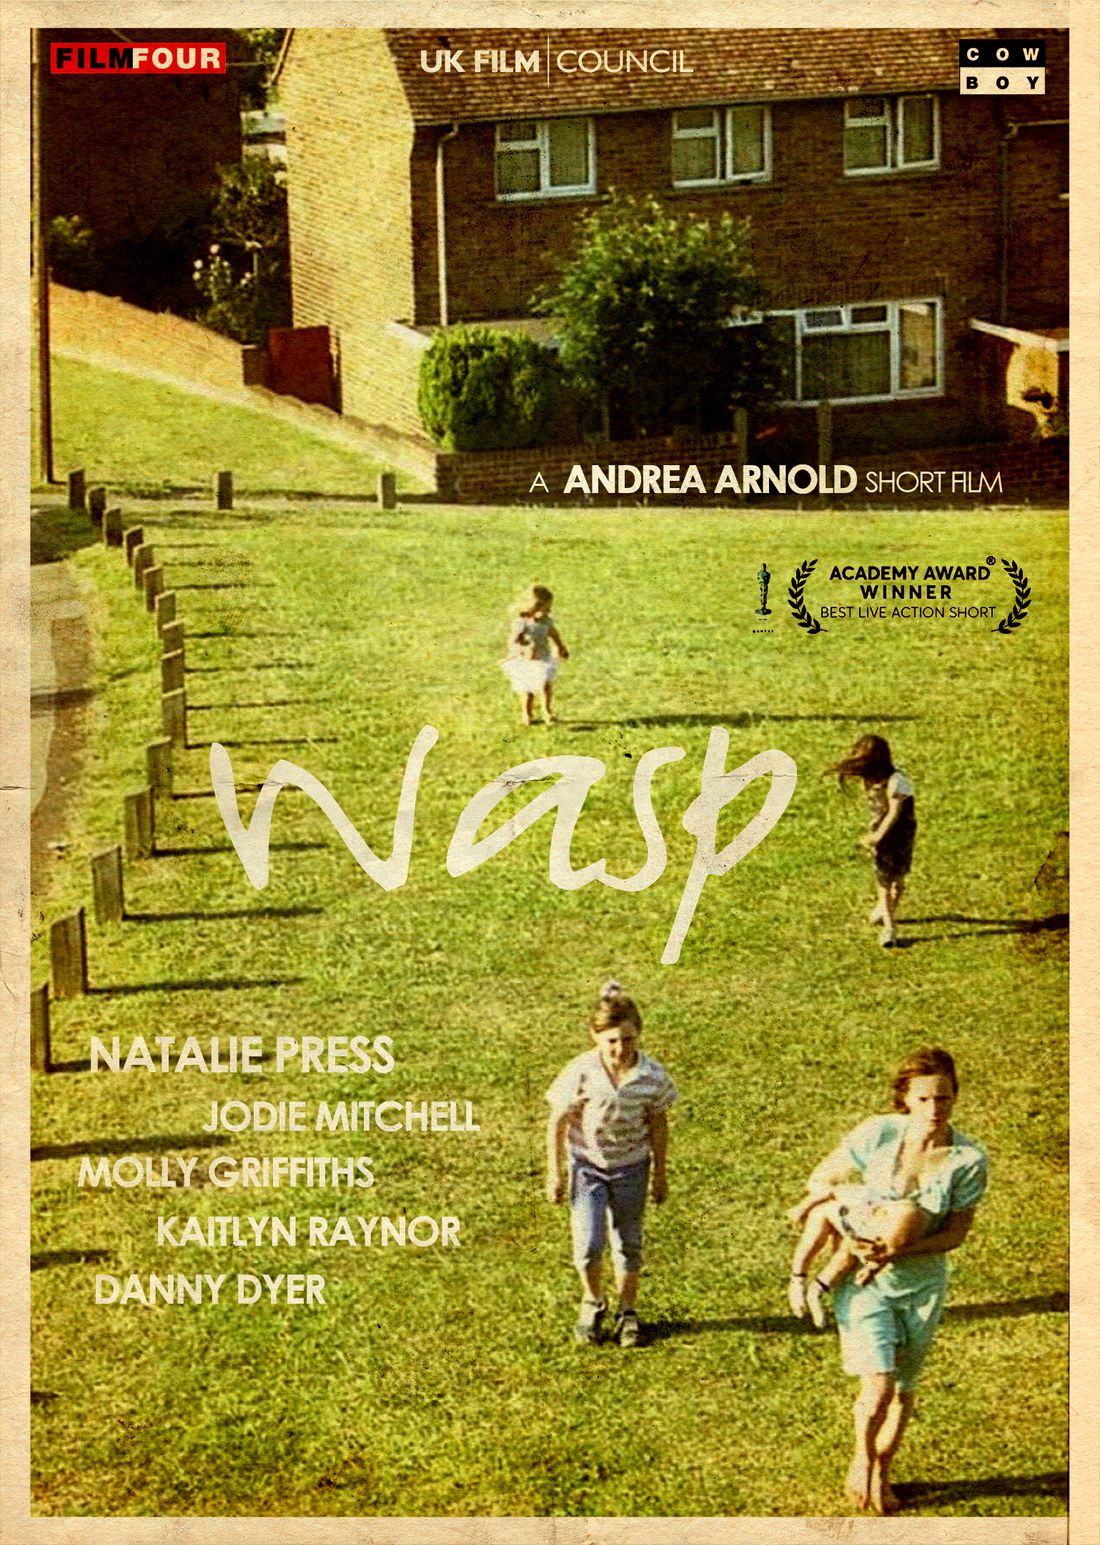 FILMFOUR
UK FILM COUNCIL
COW
BOY
A ANDREA ARNOLD SHORT FILM
ACADEMY AWARD®
WINNER
BEST LIVE ACTION SHORT
Wasp
NATALIE PRESS
JODIE MITCHELL
MOLLY GRIFFITHS
KAITLYN RAYNOR
DANNY DYER